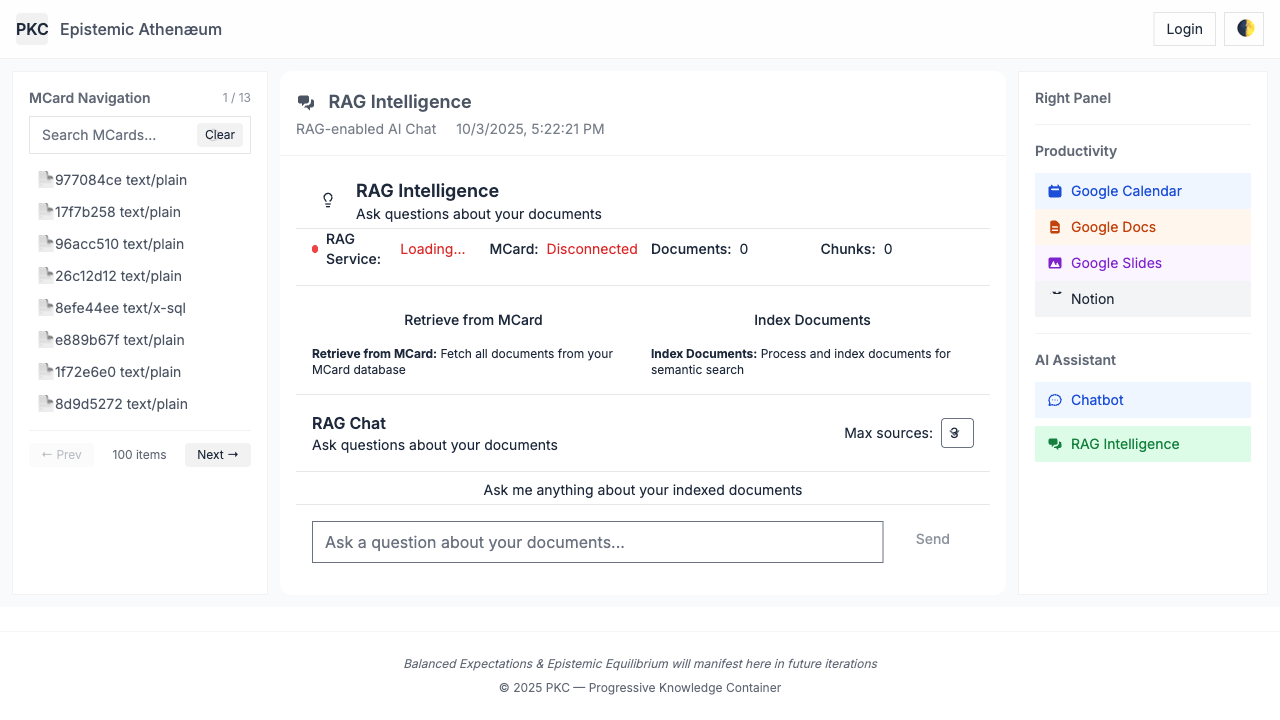 PKC Epistemic Athenæum
Login
MCard Navigation 1 / 13
Search MCards... Clear
977084ce text/plain
17f7b258 text/plain
96acc510 text/plain
26c12d12 text/plain
8efe44ee text/x-sql
e889b67f text/plain
1f72e6e0 text/plain
8d9d5272 text/plain
← Prev 100 items Next →
RAG Intelligence
RAG-enabled AI Chat 10/3/2025, 5:22:21 PM
RAG Intelligence
Ask questions about your documents
RAG Service: Loading... MCard: Disconnected Documents: 0 Chunks: 0
Retrieve from MCard
Retrieve from MCard: Fetch all documents from your
MCard database
Index Documents
Index Documents: Process and index documents for
semantic search
RAG Chat
Ask questions about your documents
Max sources:
Ask me anything about your indexed documents
Ask a question about your documents... Send
Right Panel
Productivity
Google Calendar
Google Docs
Google Slides
Notion
AI Assistant
Chatbot
RAG Intelligence
Balanced Expectations & Epistemic Equilibrium will manifest here in future iterations
© 2025 PKC — Progressive Knowledge Container